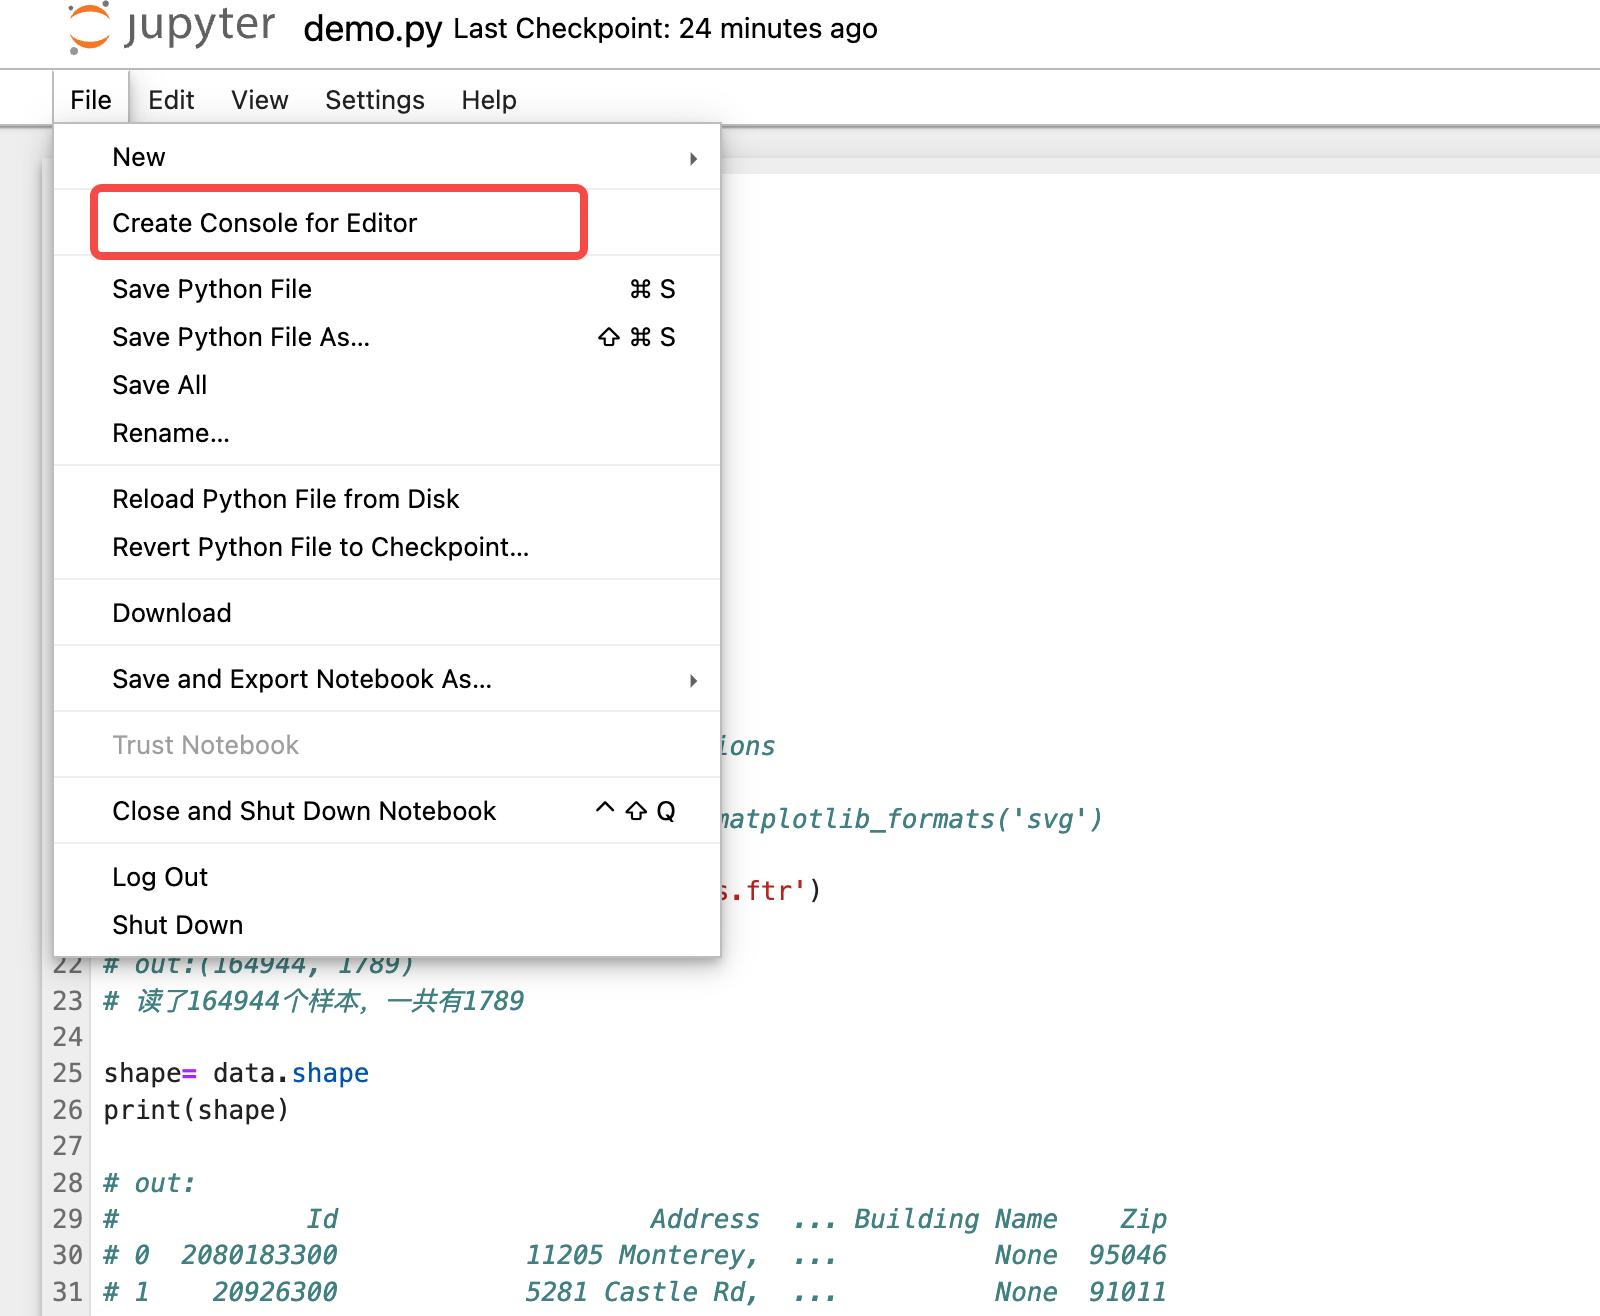 jupyter demo.py Last Checkpoint: 24 minutes ago
File Edit View Settings Help
New
Create Console for Editor
Save Python File ⌘ S
Save Python File As... ⇧ ⌘ S
Save All
Rename...
Reload Python File from Disk
Revert Python File to Checkpoint...
Download
Save and Export Notebook As...
Trust Notebook
ions
Close and Shut Down Notebook ^ ⇧ Q
matplotlib_formats('svg')
Log Out
s.ftr')
Shut Down
22 # out:(164944, 1789)
23 # 读了164944个样本，一共有1789
24
25 shape= data.shape
26 print(shape)
27
28 # out:
29 # Id Address ... Building Name Zip
30 # 0 2080183300 11205 Monterey, ... None 95046
31 # 1 20926300 5281 Castle Rd, ... None 91011